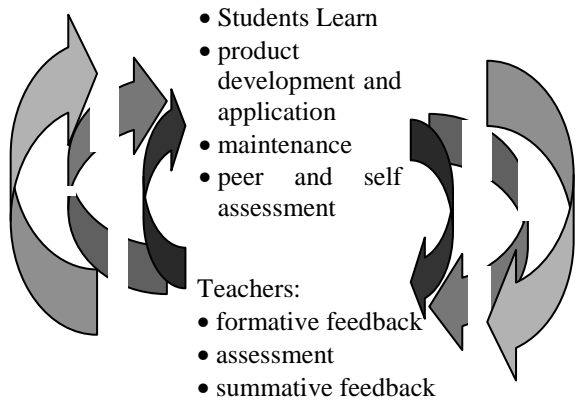 • Students Learn
• product
development and
application
• maintenance
• peer and self
assessment
Teachers:
• formative feedback
• assessment
• summative feedback